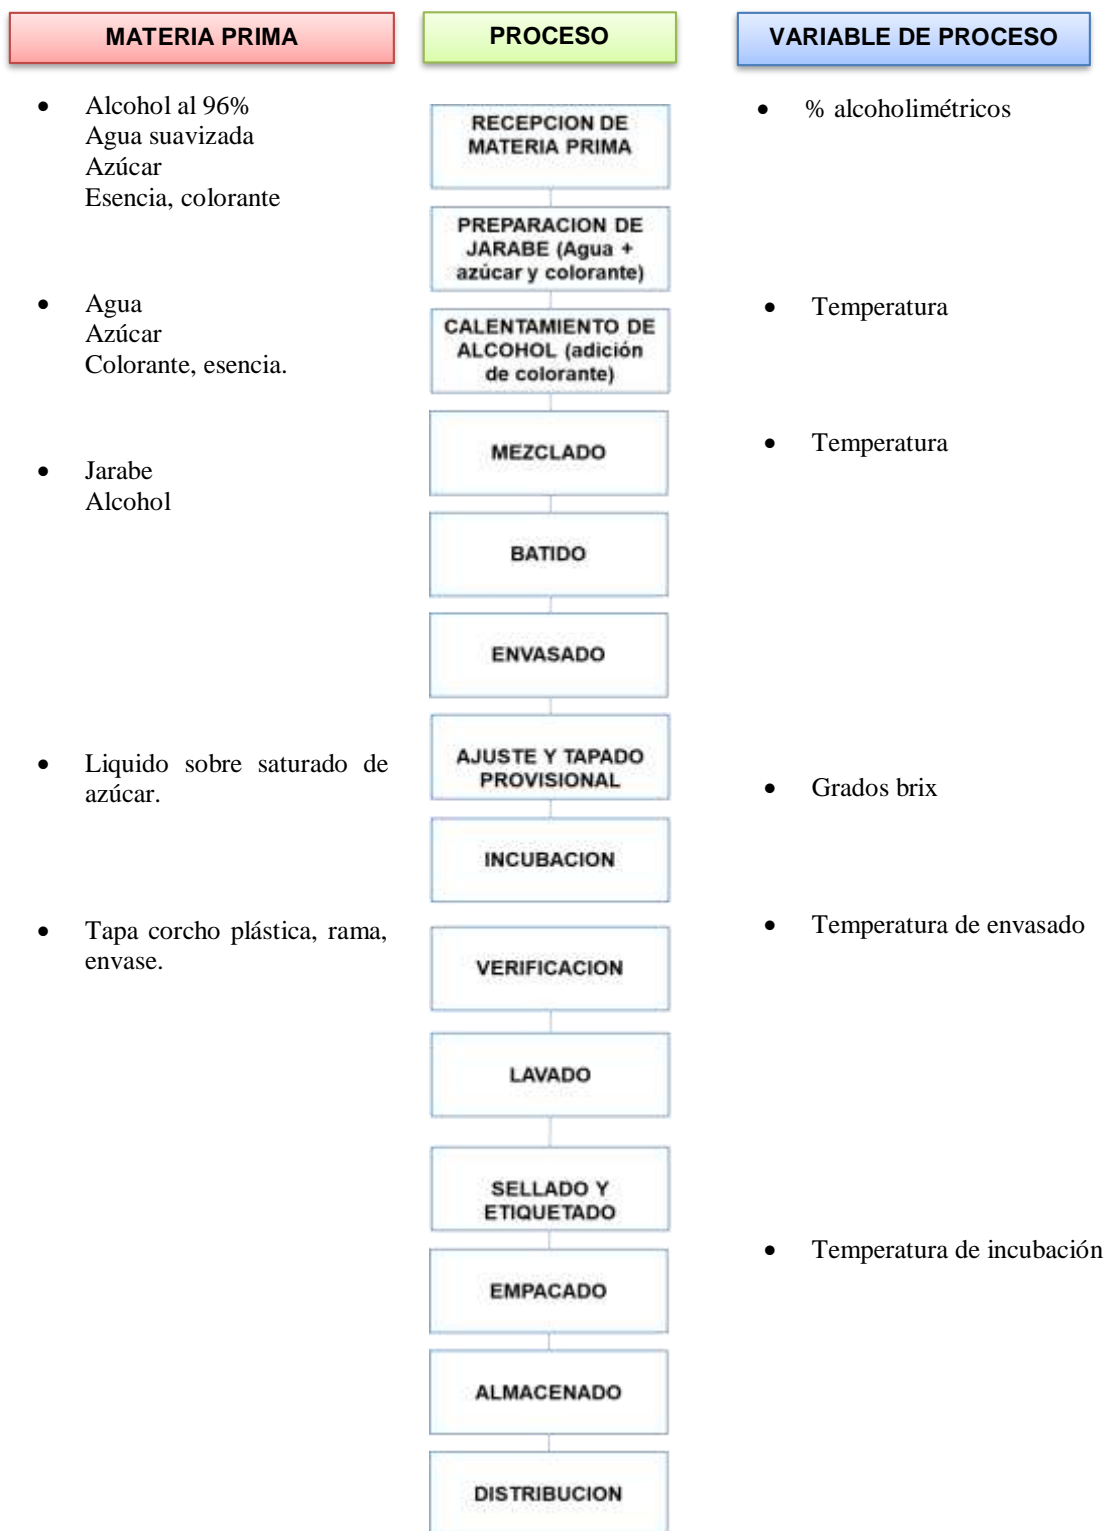 MATERIA PRIMA
PROCESO
VARIABLE DE PROCESO
• Alcohol al 96%
Agua suavizada
Azúcar
Esencia, colorante
• Agua
Azúcar
Colorante, esencia.
• Jarabe
Alcohol
• Liquido sobre saturado de
azúcar.
• Tapa corcho plástica, rama,
envase.
RECEPCION DE
MATERIA PRIMA
PREPARACION DE
JARABE (Agua +
azúcar y colorante)
CALENTAMIENTO DE
ALCOHOL (adición
de colorante)
MEZCLADO
BATIDO
ENVASADO
AJUSTE Y TAPADO
PROVISIONAL
INCUBACION
VERIFICACION
LAVADO
SELLADO Y
ETIQUETADO
EMPACADO
ALMACENADO
DISTRIBUCION
• % alcoholimétricos
• Temperatura
• Temperatura
• Grados brix
• Temperatura de envasado
• Temperatura de incubación